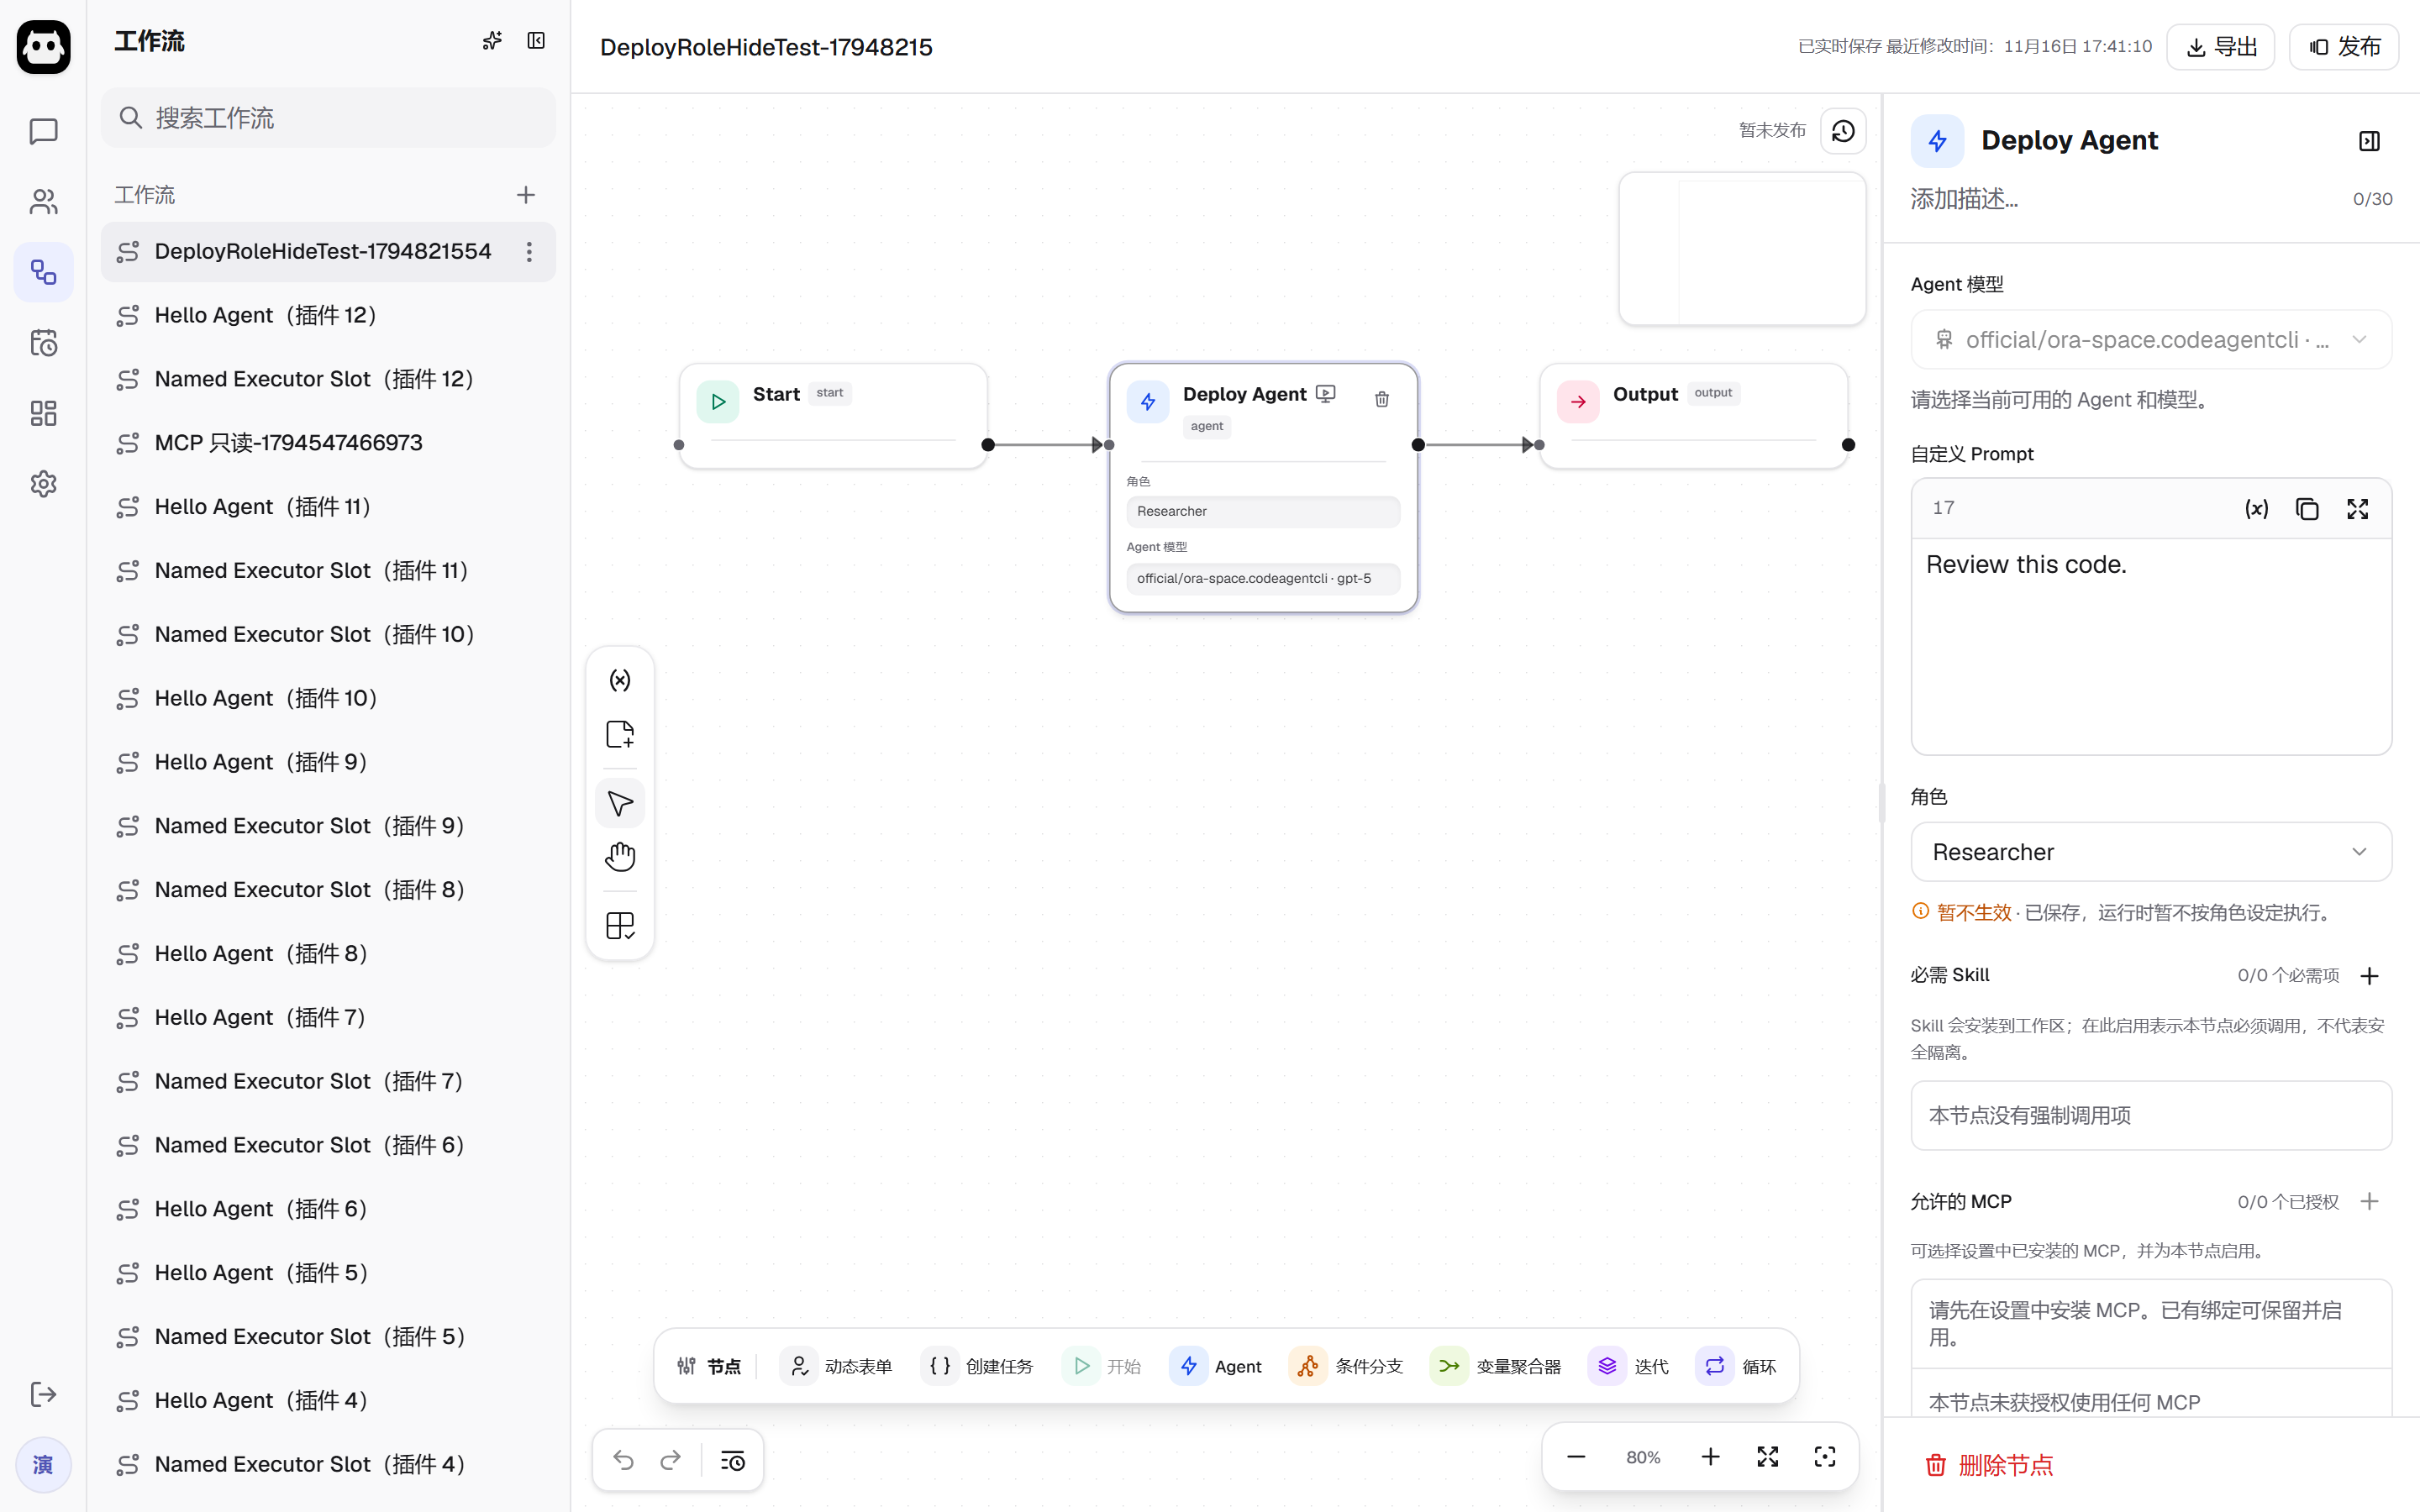 工作流
搜索工作流
工作流
DeployRoleHideTest-1794821554
Hello Agent（插件 12）
Named Executor Slot（插件 12）
MCP 只读-1794547466973
Hello Agent（插件 11）
Named Executor Slot（插件 11）
Named Executor Slot（插件 10）
Hello Agent（插件 10）
Hello Agent（插件 9）
Named Executor Slot（插件 9）
Named Executor Slot（插件 8）
Hello Agent（插件 8）
Hello Agent（插件 7）
Named Executor Slot（插件 7）
Named Executor Slot（插件 6）
Hello Agent（插件 6）
Hello Agent（插件 5）
Named Executor Slot（插件 5）
Hello Agent（插件 4）
Named Executor Slot（插件 4）
演
DeployRoleHideTest-17948215
已实时保存 最近修改时间：11月16日 17:41:10
导出
发布
暂未发布
Start start
Deploy Agent
agent
角色
Researcher
Agent 模型
official/ora-space.codeagentcli · gpt-5
Output output
节点
动态表单
创建任务
开始
Agent
条件分支
变量聚合器
迭代
循环
80%
Deploy Agent
添加描述...
0/30
Agent 模型
official/ora-space.codeagentcli · ...
请选择当前可用的 Agent 和模型。
自定义 Prompt
17
Review this code.
角色
Researcher
暂不生效 · 已保存，运行时暂不按角色设定执行。
必需 Skill
0/0 个必需项
Skill 会安装到工作区；在此启用表示本节点必须调用，不代表安
全隔离。
本节点没有强制调用项
允许的 MCP
0/0 个已授权
可选择设置中已安装的 MCP，并为本节点启用。
请先在设置中安装 MCP。已有绑定可保留并启
用。
本节点未获授权使用任何 MCP
删除节点